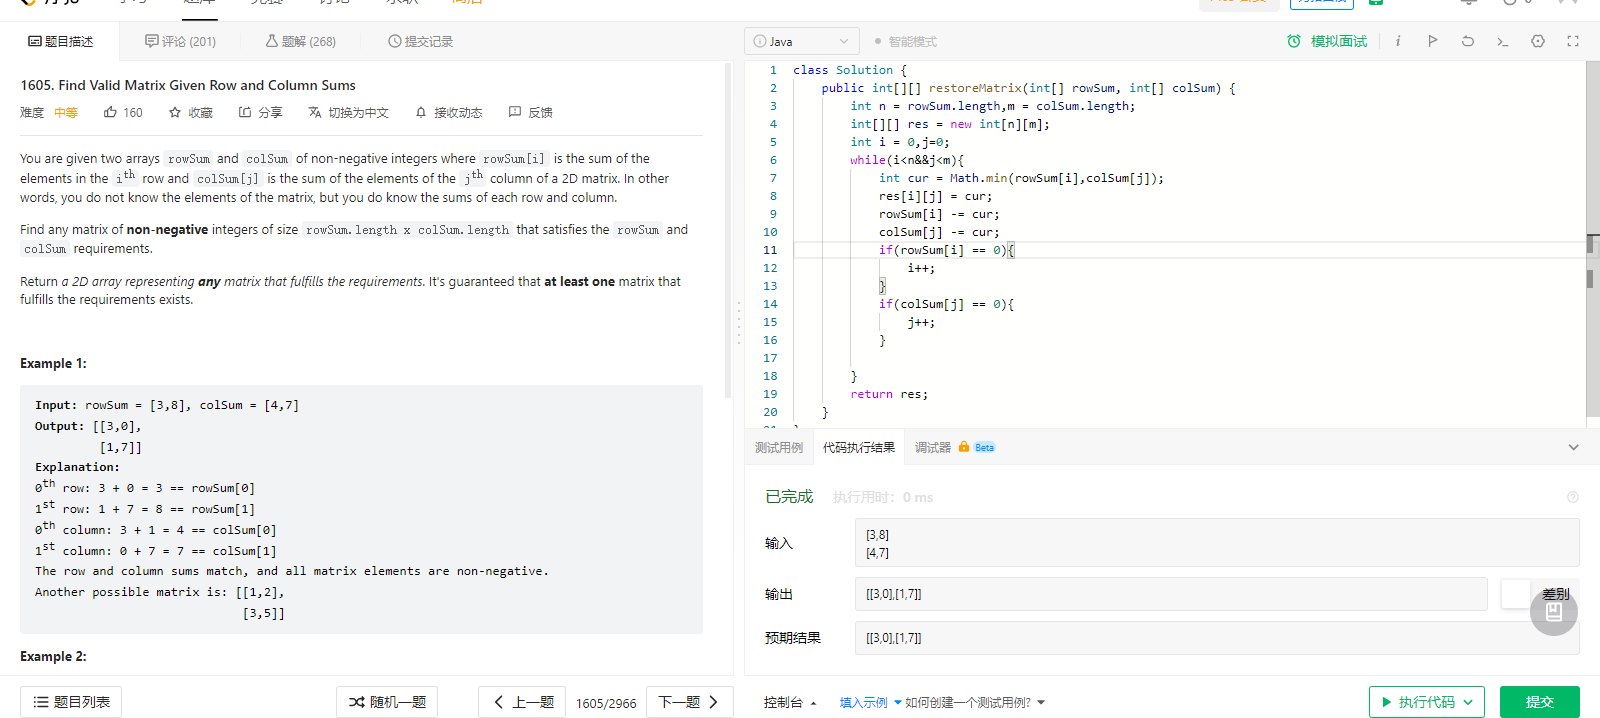 题目描述
评论 (201)
题解 (268)
提交记录
1605. Find Valid Matrix Given Row and Column Sums
难度 中等 160 收藏 分享 切换为中文 接收动态 反馈
You are given two arrays rowSum and colSum of non-negative integers where rowSum[i] is the sum of the
elements in the ith row and colSum[j] is the sum of the elements of the jth column of a 2D matrix. In other
words, you do not know the elements of the matrix, but you do know the sums of each row and column.
Find any matrix of non-negative integers of size rowSum.length x colSum.length that satisfies the rowSum and
colSum requirements.
Return a 2D array representing any matrix that fulfills the requirements. It's guaranteed that at least one matrix that
fulfills the requirements exists.
Example 1:
Input: rowSum = [3,8], colSum = [4,7]
Output: [[3,0],
[1,7]]
Explanation:
0th row: 3 + 0 = 3 == rowSum[0]
1st row: 1 + 7 = 8 == rowSum[1]
0th column: 3 + 1 = 4 == colSum[0]
1st column: 0 + 7 = 7 == colSum[1]
The row and column sums match, and all matrix elements are non-negative.
Another possible matrix is: [[1,2],
[3,5]]
Example 2:
题目列表
随机一题
上一题
1605/2966
下一题
Java
智能模式
模拟面试
1 class Solution {
2 public int[][] restoreMatrix(int[] rowSum, int[] colSum) {
3 int n = rowSum.length,m = colSum.length;
4 int[][] res = new int[n][m];
5 int i = 0,j=0;
6 while(i<n&&j<m){
7 int cur = Math.min(rowSum[i],colSum[j]);
8 res[i][j] = cur;
9 rowSum[i] -= cur;
10 colSum[j] -= cur;
11 if(rowSum[i] == 0){
12 i++;
13 }
14 if(colSum[j] == 0){
15 j++;
16 }
17
18 }
19 return res;
20 }
测试用例
代码执行结果
调试器 Beta
已完成 执行用时: 0 ms
输入
[3,8]
[4,7]
输出
[[3,0],[1,7]]
差别
预期结果
[[3,0],[1,7]]
控制台
填入示例
如何创建一个测试用例?
执行代码
提交